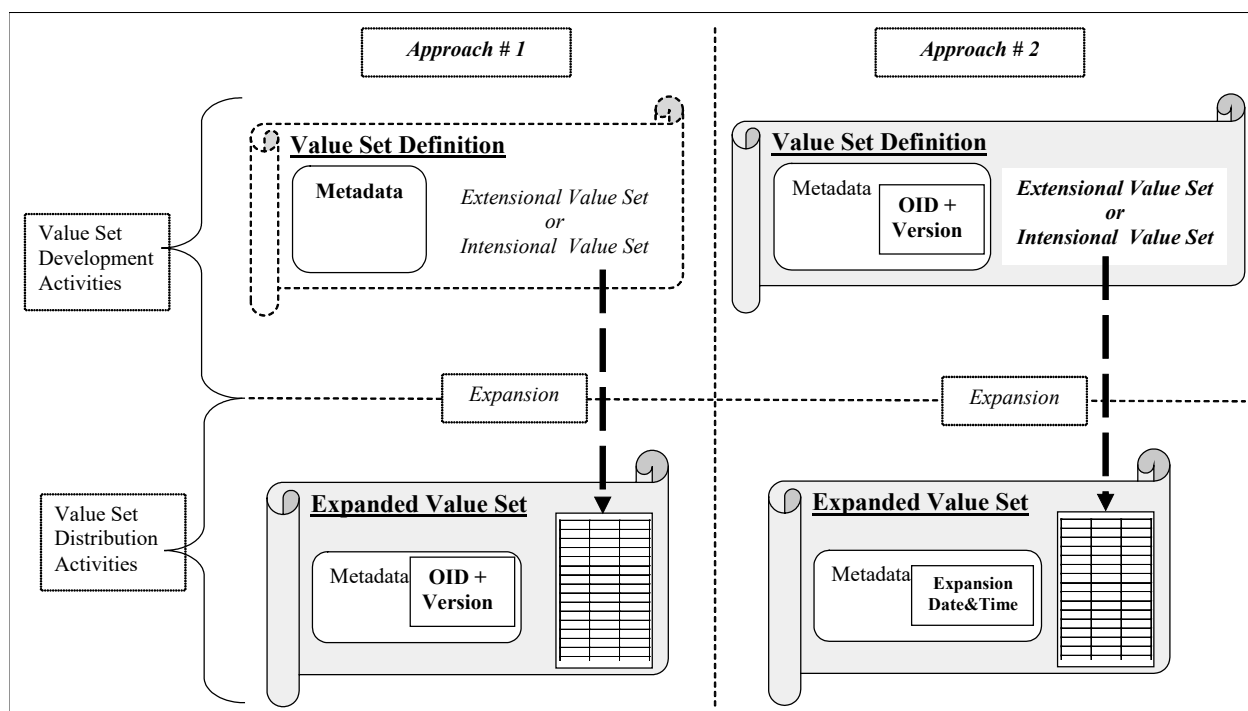 Approach # 1
Approach # 2
Value Set Definition
Metadata
Extensional Value Set
or
Intensional Value Set
Value Set Definition
Metadata
OID +
Version
Extensional Value Set
or
Intensional Value Set
Value Set
Development
Activities
Expansion
Expansion
Value Set
Distribution
Activities
Expanded Value Set
Metadata
OID +
Version
Expanded Value Set
Metadata
Expansion
Date&Time